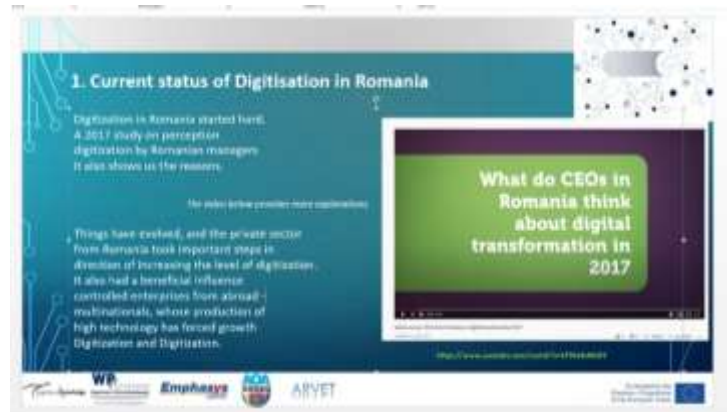 1. Current status of Digitisation in Romania
Digitization in Romania started hard.
A 2017 study on perception
digitization by Romanian managers
It also shows us the reasons.
The video below provides more explanations
Things have evolved, and the private sector
from Romania took important steps in
direction of increasing the level of digitization.
It also had a beneficial influence
controlled enterprises from abroad -
multinationals, whose production of
high technology has forced growth
Digitization and Digitization.
What do CEOs in
Romania think
about digital
transformation in
2017
WP
Emphasys
ARVET